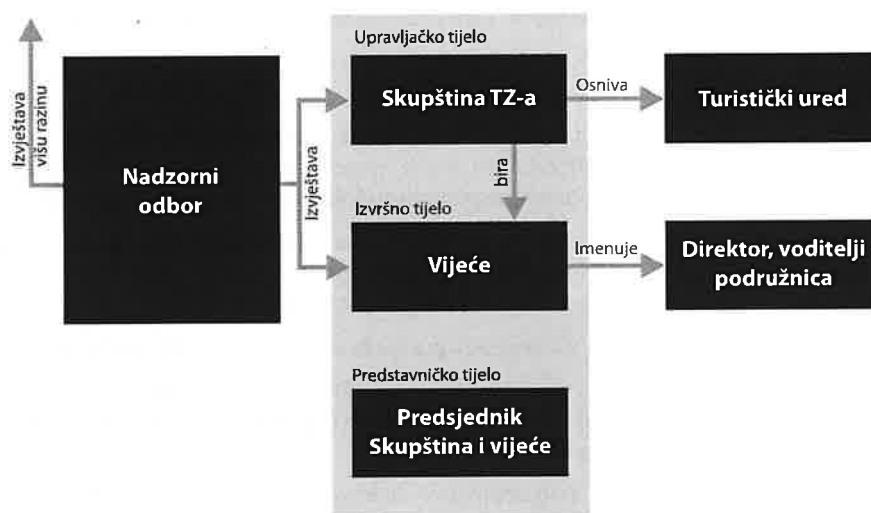 Izvještava
višu razinu
Nadzorni
odbor
Izvještava
Upravljačko tijelo
Skupština TZ-a
Osniva
Turistički ured
bira
Izvršno tijelo
Vijeće
Imenuje
Direktor, voditelji
podružnica
Predstavničko tijelo
Predsjednik
Skupština i vijeće